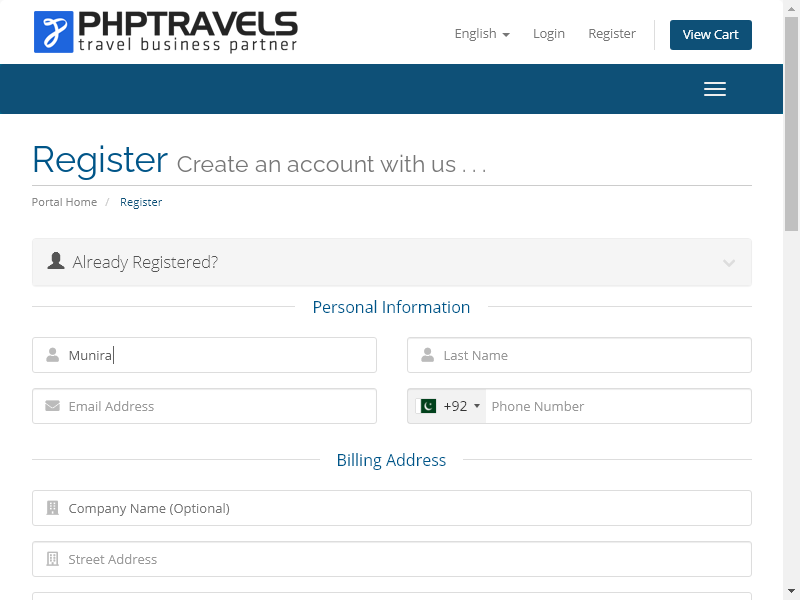 PHPTRAVELS
travel business partner
English Login Register View Cart
Register Create an account with us . . .
Portal Home / Register
Already Registered?
Personal Information
Munira Last Name
Email Address +92 Phone Number
Billing Address
Company Name (Optional)
Street Address